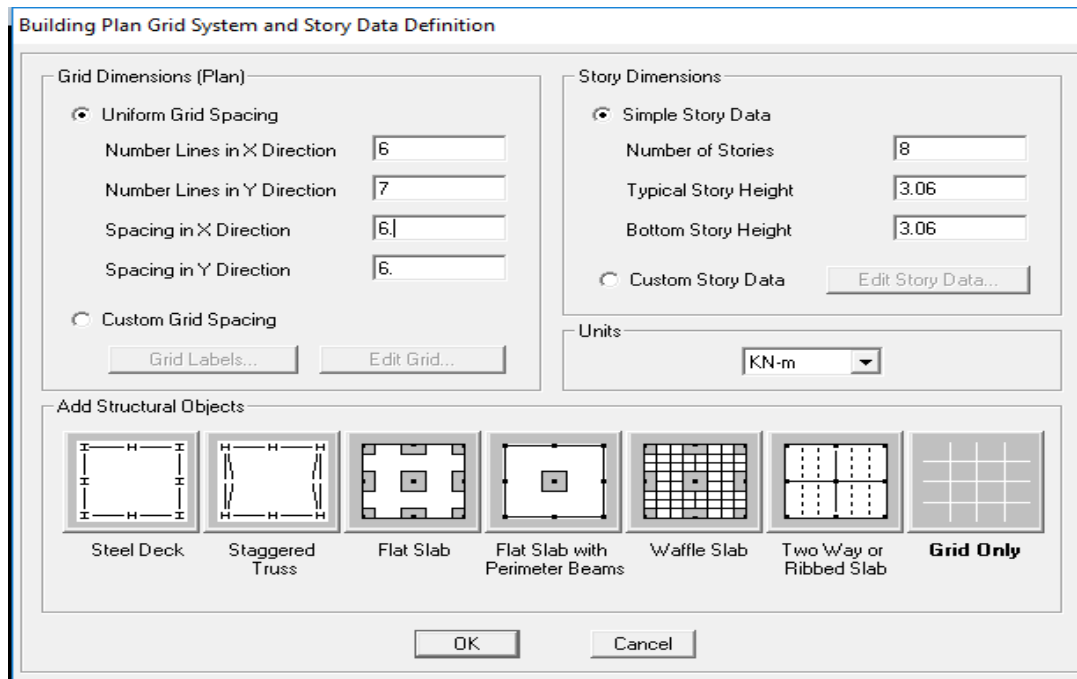 Building Plan Grid System and Story Data Definition
Grid Dimensions (Plan)
Uniform Grid Spacing
Number Lines in X Direction 6
Number Lines in Y Direction 7
Spacing in X Direction 6.
Spacing in Y Direction 6.
Custom Grid Spacing
Grid Labels... Edit Grid...
Story Dimensions
Simple Story Data
Number of Stories 8
Typical Story Height 3.06
Bottom Story Height 3.06
Custom Story Data Edit Story Data...
Units
KN-m
Add Structural Objects
Steel Deck
Staggered
Truss
Flat Slab
Flat Slab with
Perimeter Beams
Waffle Slab
Two Way or
Ribbed Slab
Grid Only
OK Cancel